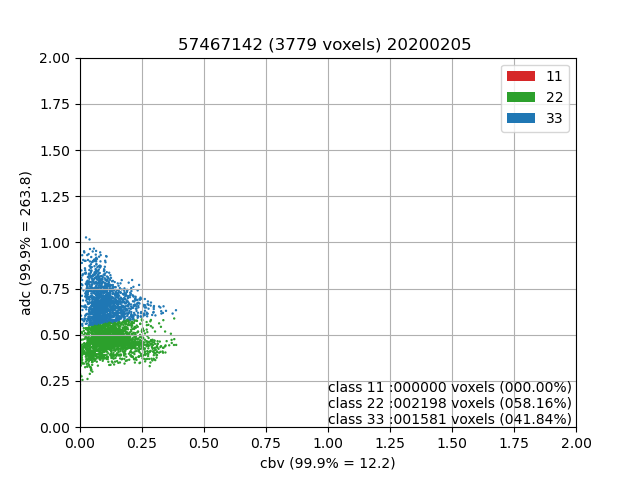 57467142 (3779 voxels) 20200205
2.00
1.75
1.50
1.25
1.00
0.75
0.50
0.25
0.00
adc (99.9% = 263.8)
11
22
33
class 11 :000000 voxels (000.00%)
class 22 :002198 voxels (058.16%)
class 33 :001581 voxels (041.84%)
0.00 0.25 0.50 0.75 1.00 1.25 1.50 1.75 2.00
cbv (99.9% = 12.2)